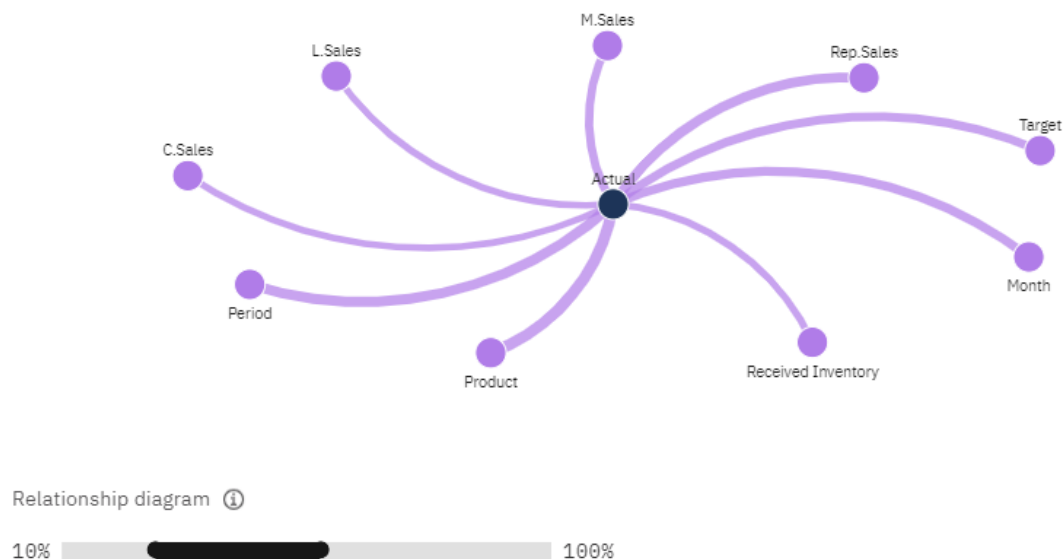 M.Sales
L.Sales
Rep.Sales
Target
C.Sales
Actual
Month
Period
Received Inventory
Product
Relationship diagram
10% 100%